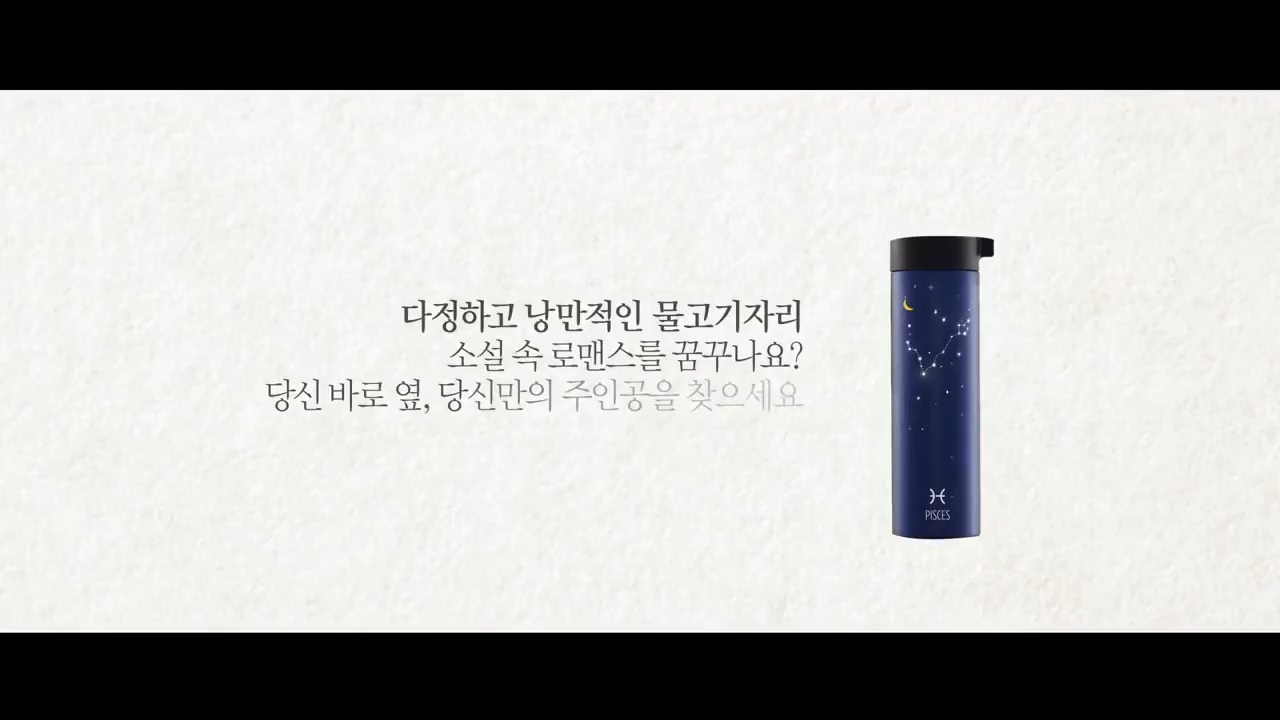 다정하고 낭만적인 물고기자리
소설 속 로맨스를 꿈꾸나요?
당신 바로 옆, 당신만의 주인공을 찾으세요
PISCES